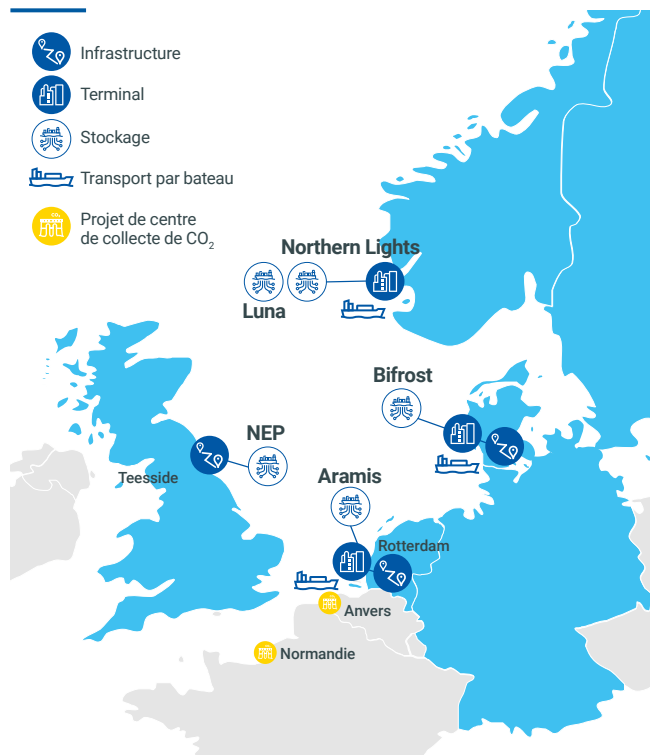 Infrastructure
Terminal
Stockage
Transport par bateau
CO₂
Projet de centre
de collecte de CO₂
Northern Lights
Luna
Bifrost
NEP
Teesside
Aramis
Rotterdam
Anvers
Normandie